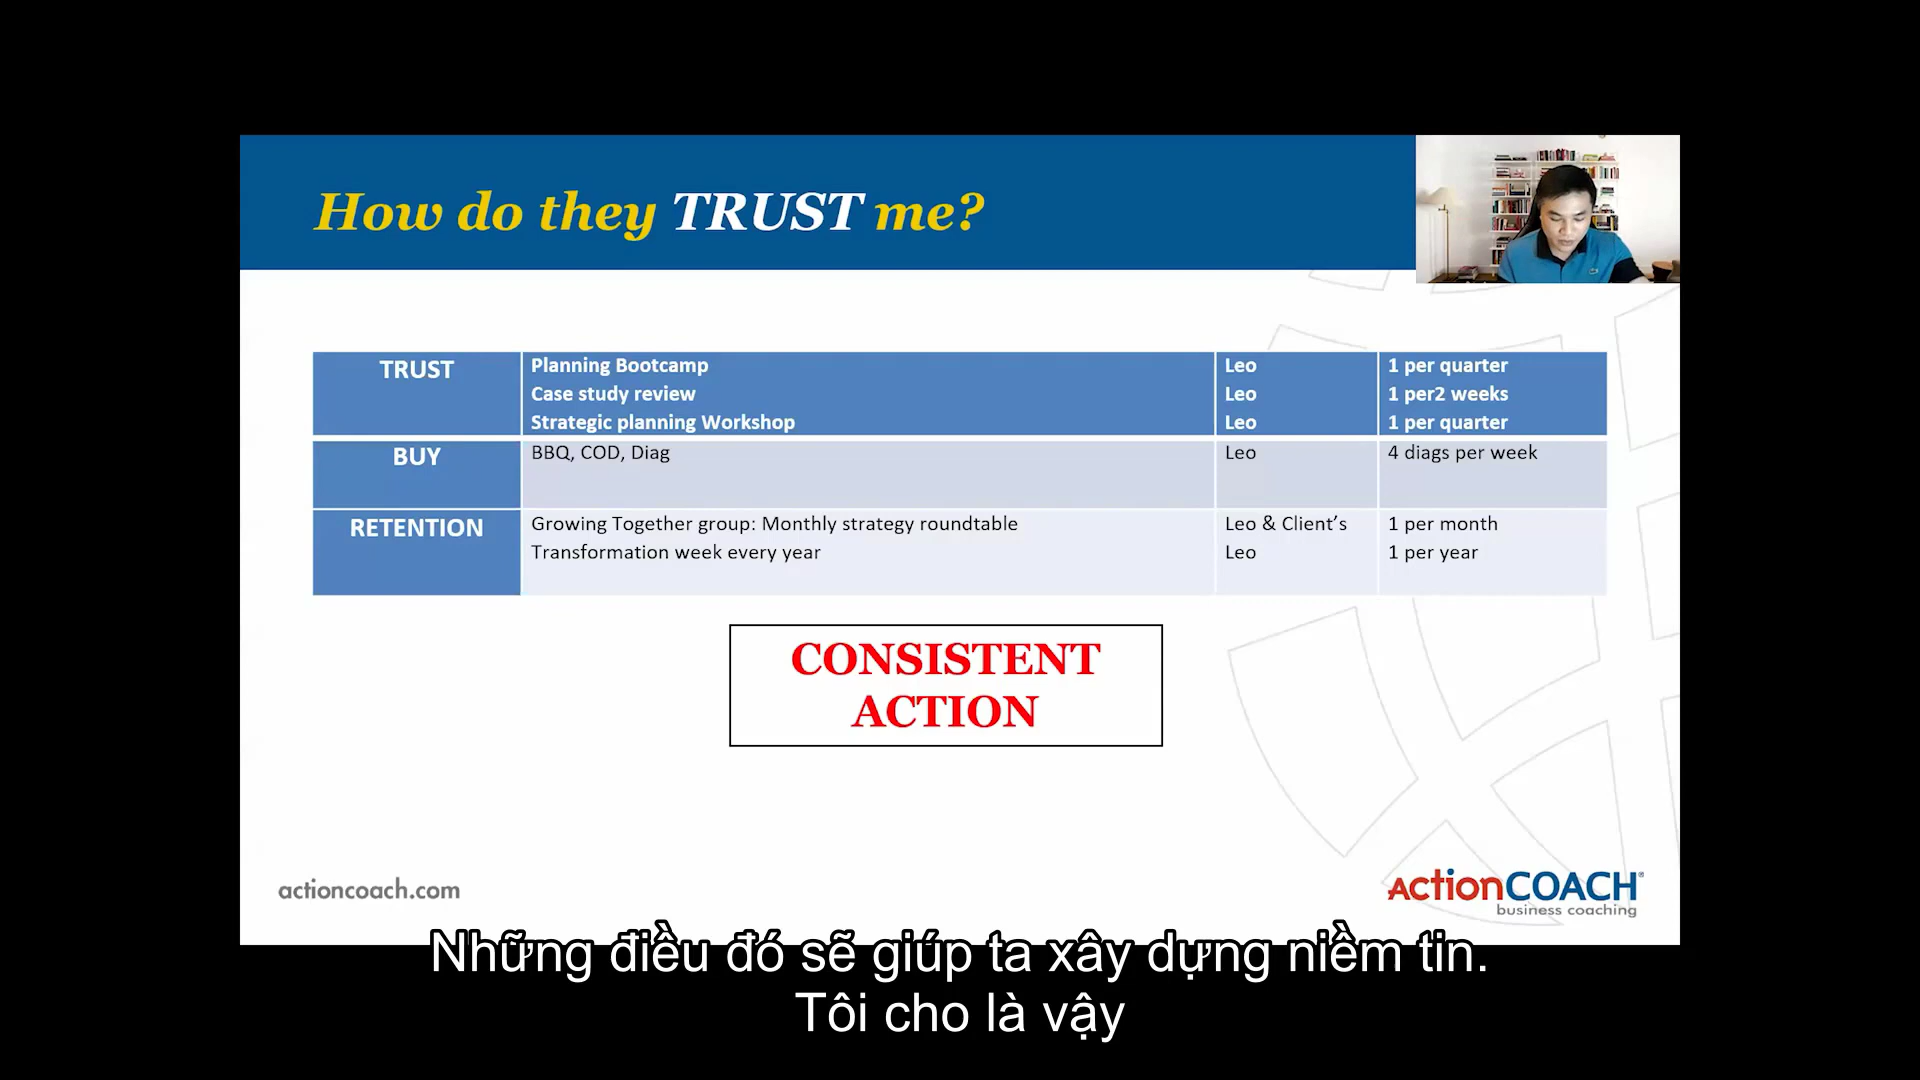 How do they TRUST me?
TRUST
Planning Bootcamp
Leo
1 per quarter
Case study review
Leo
1 per2 weeks
Strategic planning Workshop
Leo
1 per quarter
BUY
BBQ, COD, Diag
Leo
4 diags per week
RETENTION
Growing Together group: Monthly strategy roundtable
Leo & Client’s
1 per month
Transformation week every year
Leo
1 per year
CONSISTENT
ACTION
actioncoach.com
actionCOACH®
business coaching
Những điều đó sẽ giúp ta xây dựng niềm tin.
Tôi cho là vậy